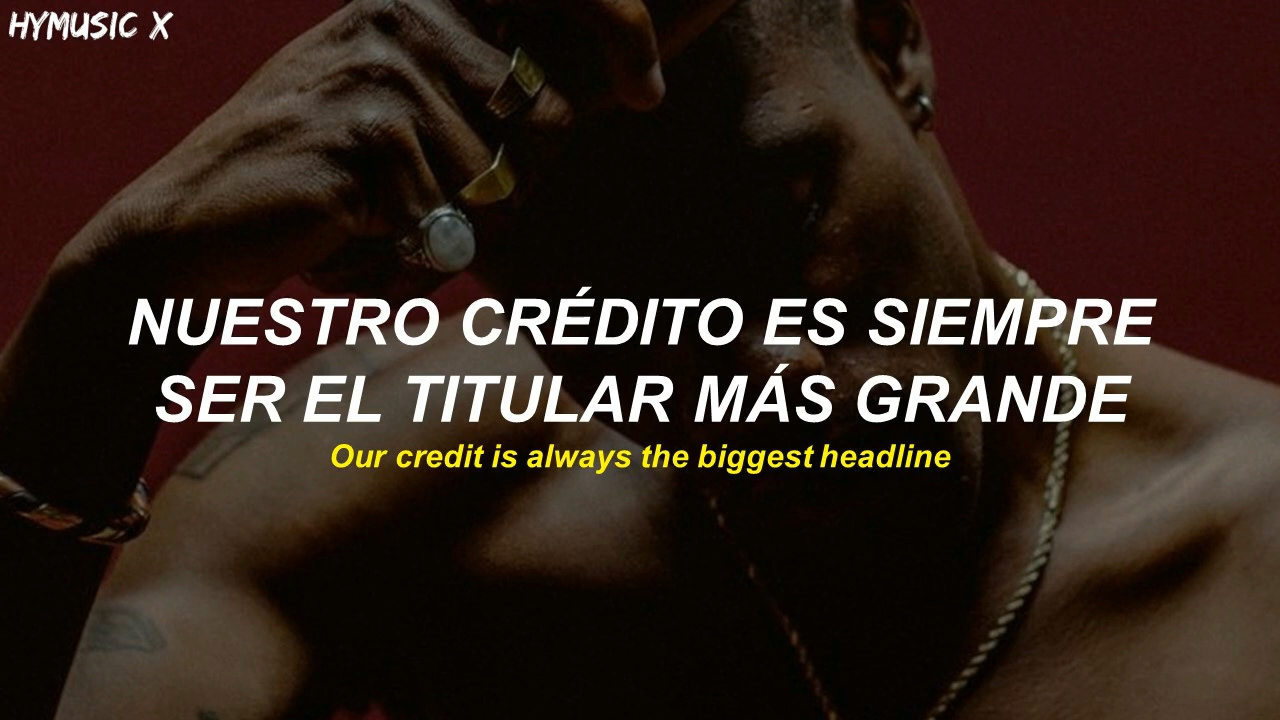 HYMUSIC X
NUESTRO CRÉDITO ES SIEMPRE
SER EL TITULAR MÁS GRANDE
Our credit is always the biggest headline